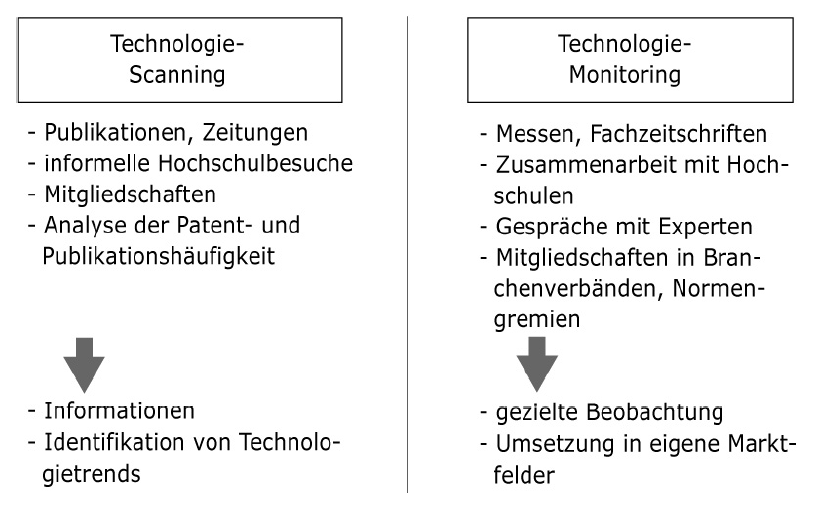 Technologie-
Scanning
- Publikationen, Zeitungen
- informelle Hochschulbesuche
- Mitgliedschaften
- Analyse der Patent- und
Publikationshäufigkeit
- Informationen
- Identifikation von Technolo-
gietrends
Technologie-
Monitoring
- Messen, Fachzeitschriften
- Zusammenarbeit mit Hoch-
schulen
- Gespräche mit Experten
- Mitgliedschaften in Bran-
chenverbänden, Normen-
gremien
- gezielte Beobachtung
- Umsetzung in eigene Markt-
felder